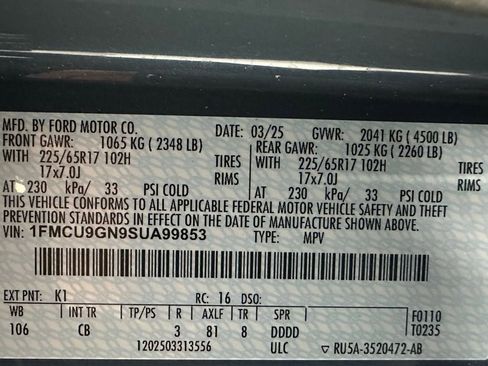 MFD. BY FORD MOTOR CO. DATE: 03/25 GVWR: 2041 KG ( 4500 LB)
FRONT GAWR: 1065 KG ( 2348 LB) REAR GAWR: 1025 KG ( 2260 LB)
WITH 225/65R17 102H TIRES WITH 225/65R17 102H TIRES
17x7.0J RIMS 17x7.0J RIMS
AT 230 kPa/ 33 PSI COLD AT 230 kPa/ 33 PSI COLD
THIS VEHICLE CONFORMS TO ALL APPLICABLE FEDERAL MOTOR VEHICLE SAFETY AND THEFT
PREVENTION STANDARDS IN EFFECT ON THE DATE OF MANUFACTURE SHOWN ABOVE.
VIN: 1FMCU9GN9SUA99853 TYPE: MPV
EXT PNT: K1 RC: 16 DSO:
WB INT TR TP/PS R AXLF TR SPR F0110
106 CB 3 81 8 DDDD T0235
1202503313556 ULC ▽ RU5A-3520472-AB